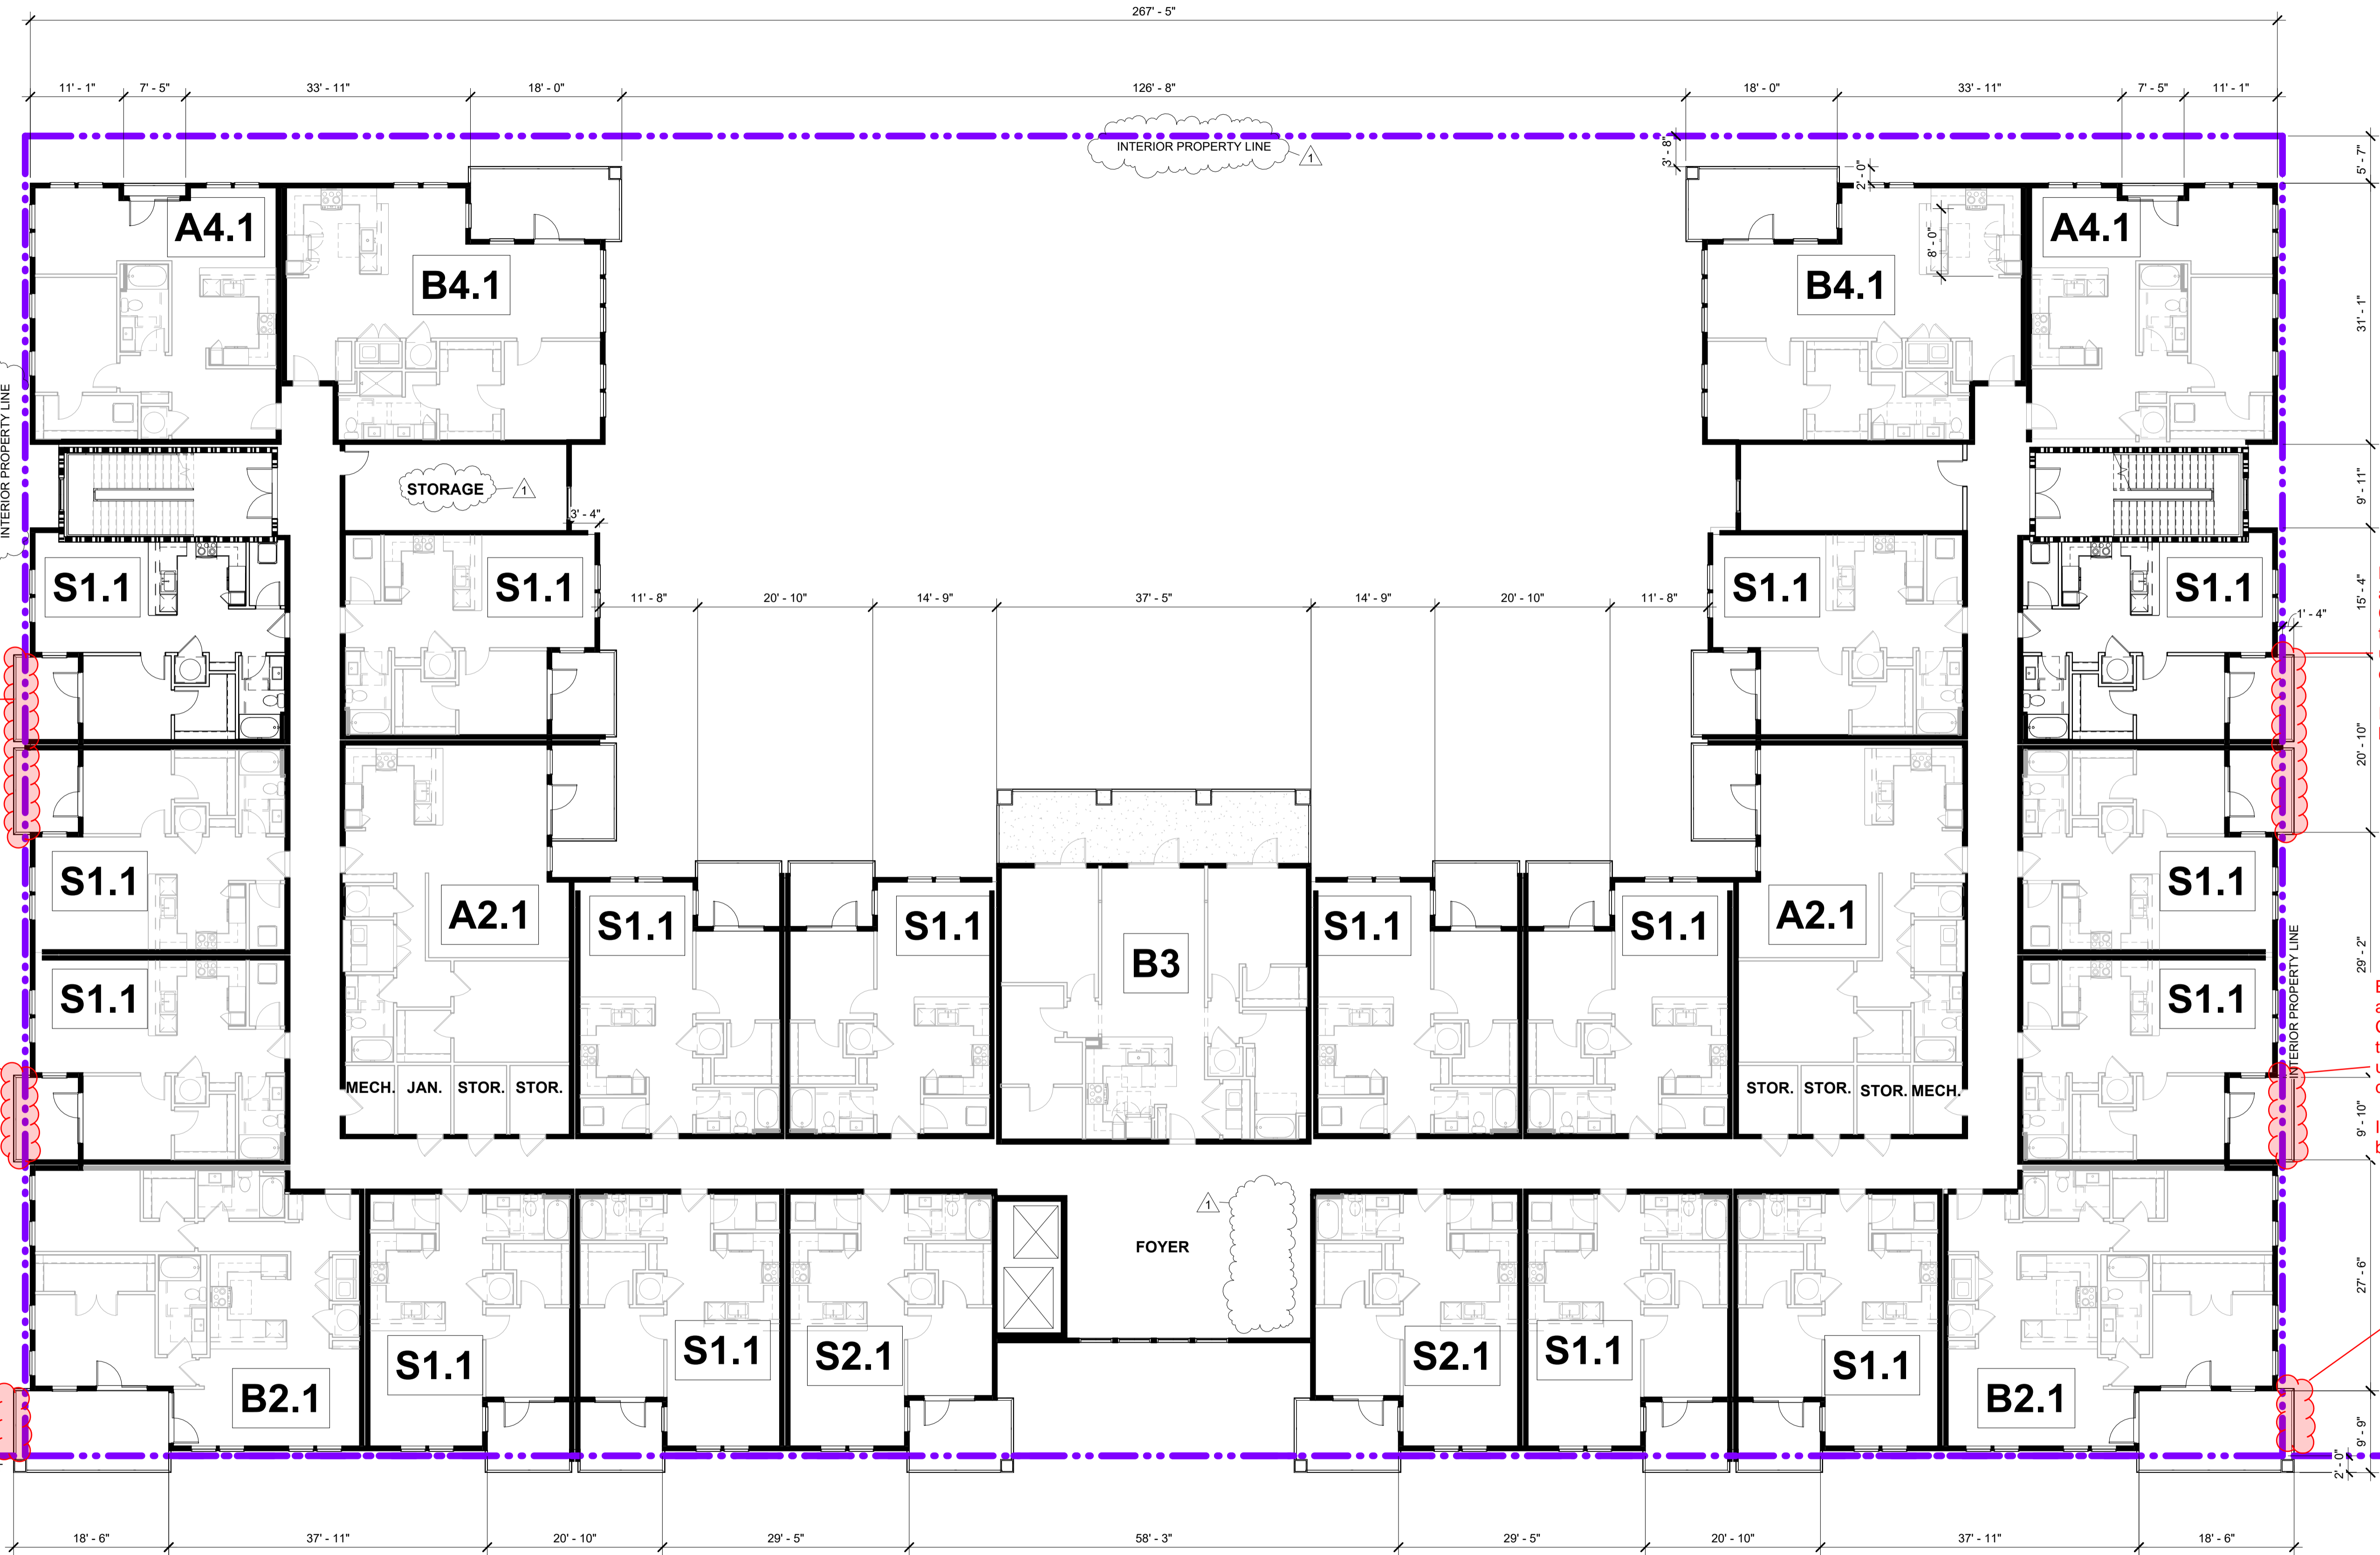 267' - 5"
11' - 1"
7' - 5"
33' - 11"
18' - 0"
126' - 8"
18' - 0"
33' - 11"
7' - 5"
11' - 1"
INTERIOR PROPERTY LINE
1
3' - 8"
2' - 0"
5' - 7"
A4.1
B4.1
B4.1
8' - 0"
A4.1
31' - 1"
INTERIOR PROPERTY LINE
STORAGE
1
3' - 4"
9' - 11"
S1.1
S1.1
11' - 8"
20' - 10"
14' - 9"
37' - 5"
14' - 9"
20' - 10"
11' - 8"
S1.1
S1.1
15' - 4"
1' - 4"
20' - 10"
S1.1
A2.1
S1.1
S1.1
B3
S1.1
S1.1
A2.1
S1.1
S1.1
S1.1
INTERIOR PROPERTY LINE
29' - 2"
MECH.
JAN.
STOR.
STOR.
STOR.
STOR.
STOR.
MECH.
9' - 10"
1
FOYER
27' - 6"
B2.1
S1.1
S1.1
S2.1
S2.1
S1.1
S1.1
B2.1
9' - 9"
2' - 0"
18' - 6"
37' - 11"
20' - 10"
29' - 5"
58' - 3"
29' - 5"
20' - 10"
37' - 11"
18' - 6"